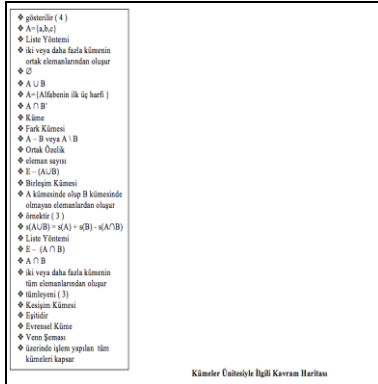 ❖ gösterilir ( 4 )
❖ A={a,b,c}
❖ Liste Yöntemi
❖ iki veya daha fazla kümenin
ortak elemanlarından oluşur
❖ ∅
❖ A ∪ B
❖ A={Alfabenin ilk üç harfi }
❖ A ∩ B'
❖ Küme
❖ Fark Kümesi
❖ A – B veya A \ B
❖ Ortak Özelik
❖ eleman sayısı
❖ E – (A∪B)
❖ Birleşim Kümesi
❖ A kümesinde olup B kümesinde
olmayan elemanlardan oluşur
❖ örnektir ( 3 )
❖ s(A∪B) = s(A) + s(B) - s(A∩B)
❖ Liste Yöntemi
❖ E – (A ∩ B)
❖ A ∩ B
❖ iki veya daha fazla kümenin
tüm elemanlarından oluşur
❖ tümleyeni ( 3)
❖ Kesişim Kümesi
❖ Eşitidir
❖ Evrensel Küme
❖ Venn Şeması
❖ üzerinde işlem yapılan tüm
kümeleri kapsar
Kümeler Ünitesiyle İlgili Kavram Haritası